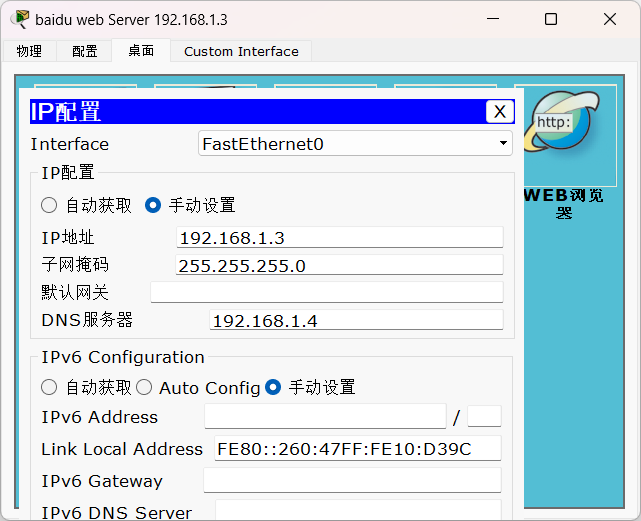 baidu web Server 192.168.1.3
物理 配置 桌面 Custom Interface
http:
WEB浏览器
IP配置 X
Interface FastEthernet0
IP配置
自动获取 手动设置
IP地址 192.168.1.3
子网掩码 255.255.255.0
默认网关
DNS服务器 192.168.1.4
IPv6 Configuration
自动获取 Auto Config 手动设置
IPv6 Address /
Link Local Address FE80::260:47FF:FE10:D39C
IPv6 Gateway
IPv6 DNS Server